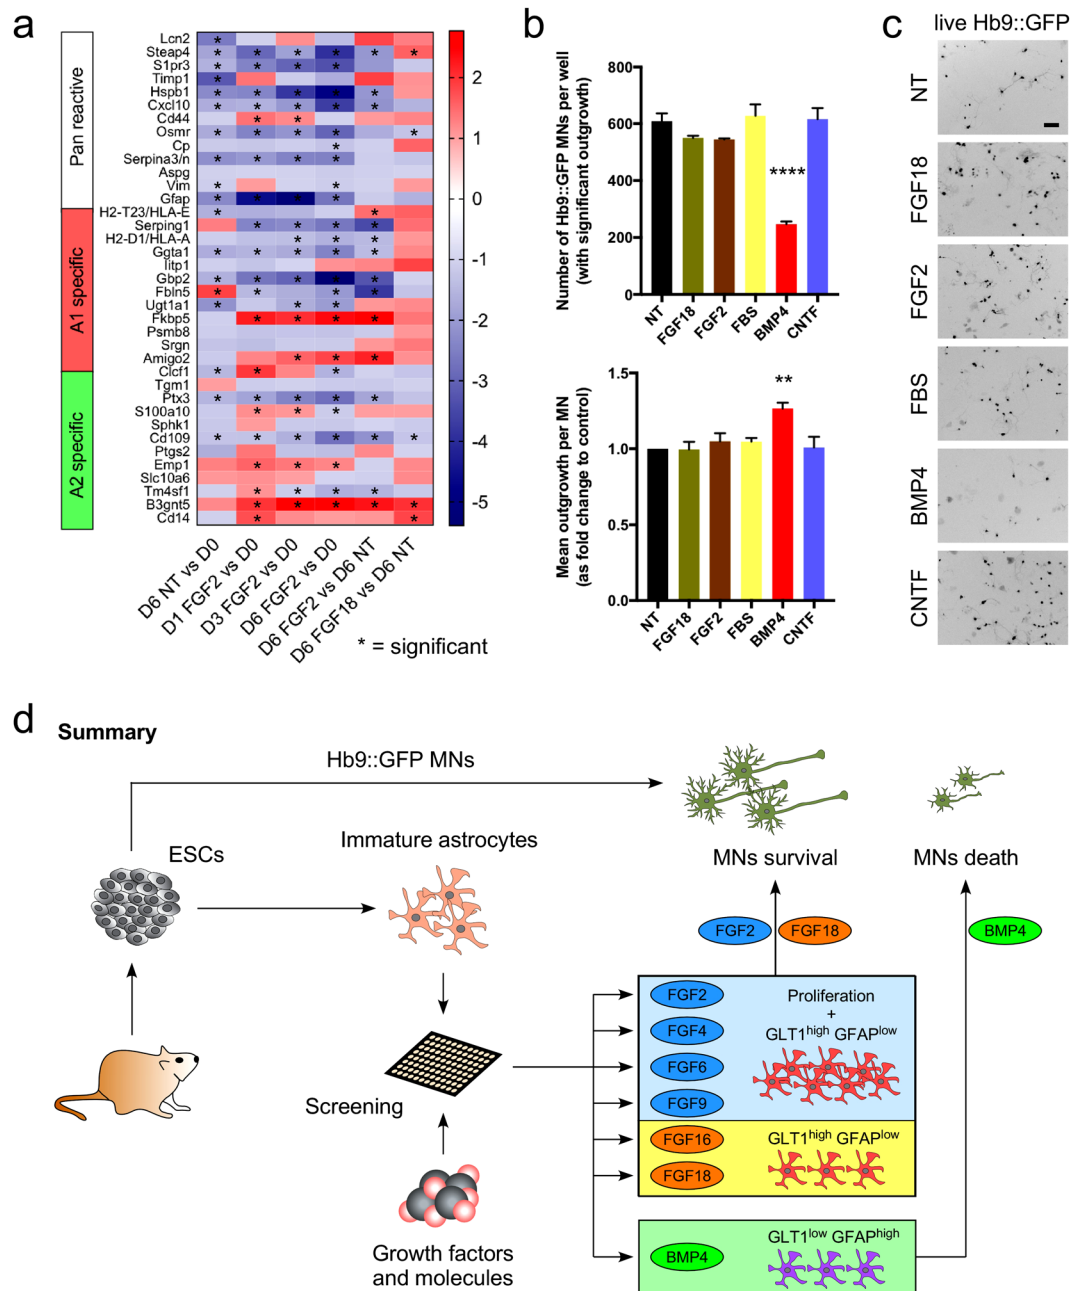 a
Pan reactive
A1 specific
A2 specific
Lcn2
Steap4
S1pr3
Timp1
Hspb1
Cxcl10
Cd44
Osmr
Cp
Serpina3/n
Aspg
Vim
Gfap
H2-T23/HLA-E
Serping1
H2-D1/HLA-A
Ggta1
Iitp1
Gbp2
Fbln5
Ugt1a1
Fkbp5
Psmb8
Srgn
Amigo2
Clcf1
Tgm1
Ptx3
S100a10
Sphk1
Cd109
Ptgs2
Emp1
Slc10a6
Tm4sf1
B3gnt5
Cd14
2
1
0
-1
-2
-3
-4
-5
D6 NT vs D0
D1 FGF2 vs D0
D3 FGF2 vs D0
D6 FGF2 vs D0
D6 FGF2 vs D6 NT
D6 FGF18 vs D6 NT
* = significant
b
Number of Hb9::GFP MNs per well
(with significant outgrowth)
800
600
400
200
0
****
NT
FGF18
FGF2
FBS
BMP4
CNTF
Mean outgrowth per MN
(as fold change to control)
1.5
1.0
0.5
0.0
**
NT
FGF18
FGF2
FBS
BMP4
CNTF
c
live Hb9::GFP
NT
FGF18
FGF2
FBS
BMP4
CNTF
d
Summary
Hb9::GFP MNs
ESCs
Immature astrocytes
MNs survival
MNs death
FGF2
FGF18
BMP4
Screening
Growth factors
and molecules
FGF2
FGF4
FGF6
FGF9
Proliferation
+
GLT1high GFAPlow
FGF16
FGF18
GLT1high GFAPlow
BMP4
GLT1low GFAPhigh